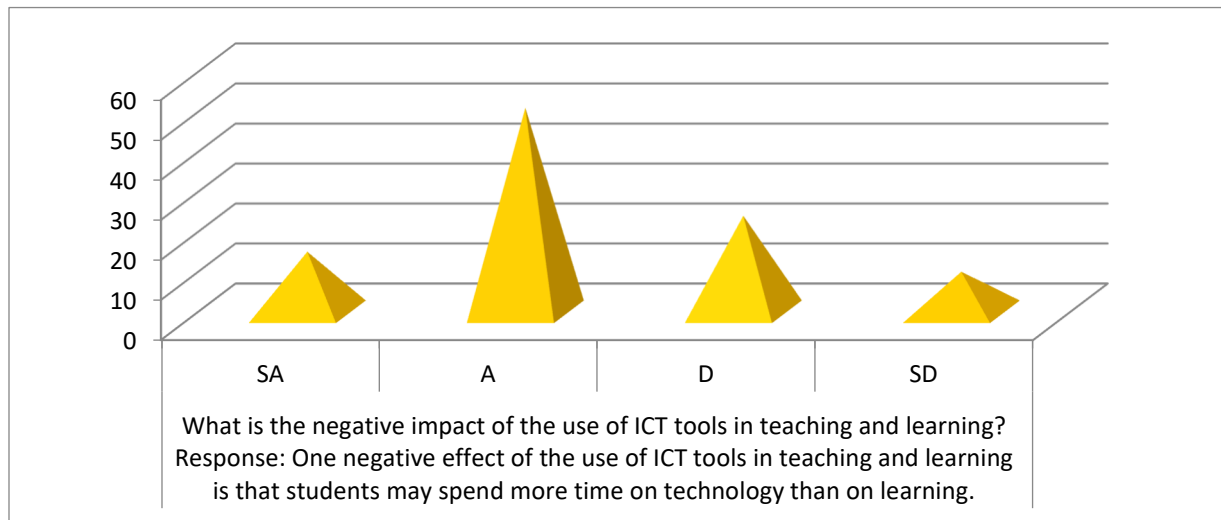 60
50
40
30
20
10
0
SA A D SD
What is the negative impact of the use of ICT tools in teaching and learning?
Response: One negative effect of the use of ICT tools in teaching and learning
is that students may spend more time on technology than on learning.